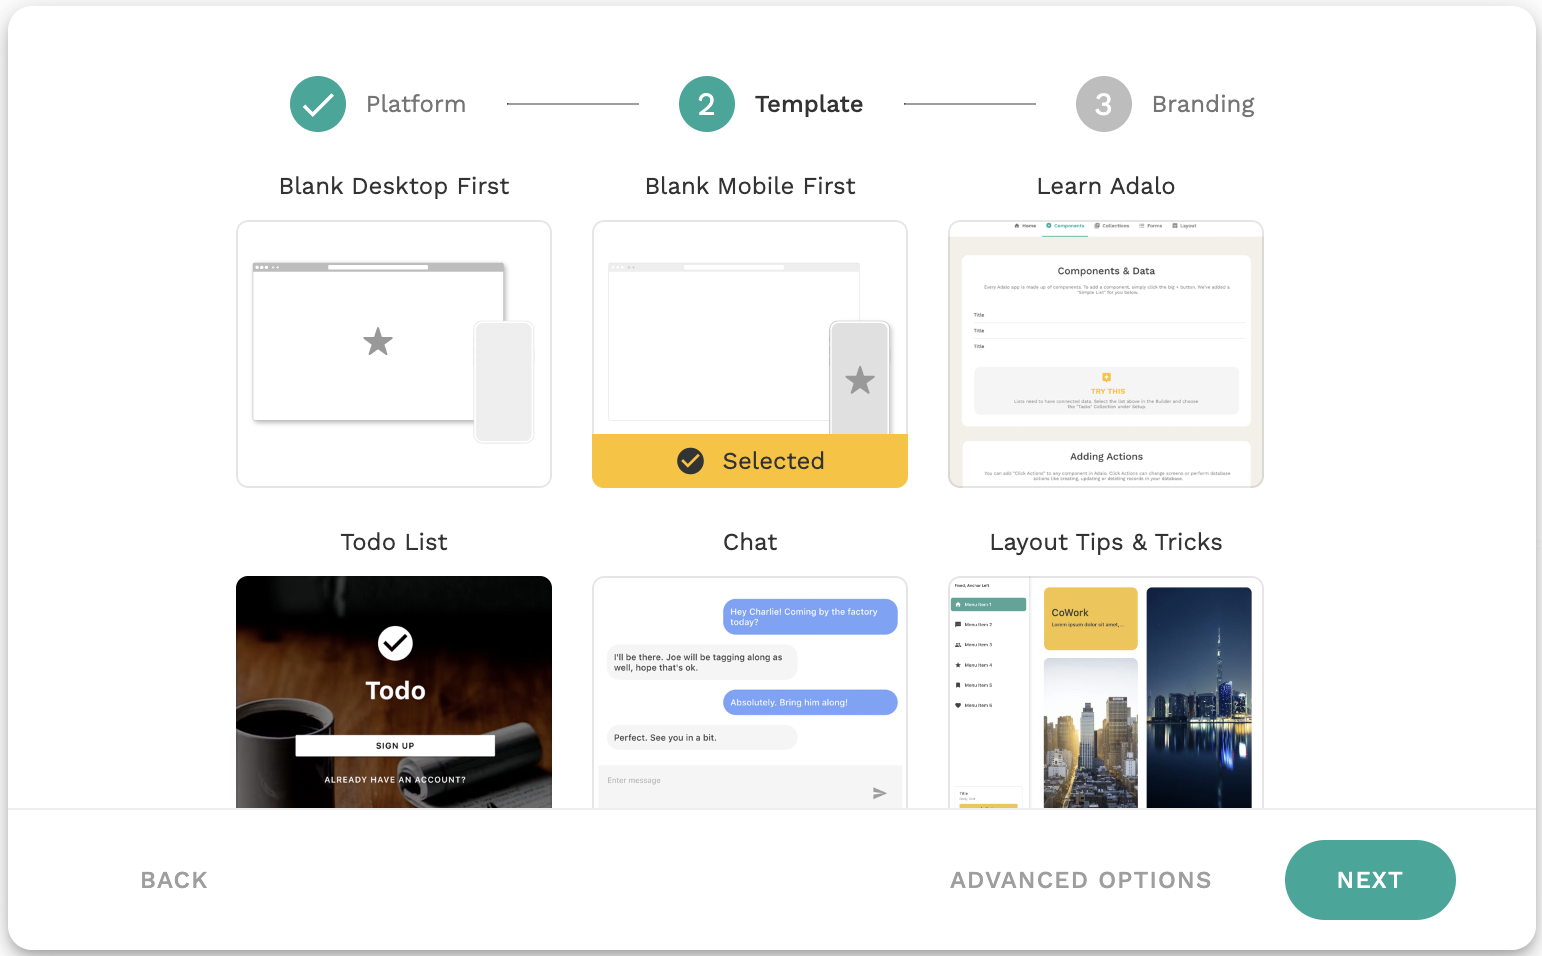 Platform
2 Template
3 Branding
Blank Desktop First
Blank Mobile First
Learn Adalo
Home Components Collections Forms Layout
Components & Data
Every Adalo app is made up of components. To add a component, simply click the big + button. We've added a
"Simple List" for you below.
Title
Title
Title
TRY THIS
Lists need to have connected data. Select the list above in the Builder and choose
the "Tasks" Collection under Setup.
Adding Actions
You can add "Click Actions" to any component in Adalo. Click Actions can change screens or perform database
actions like creating, updating or deleting records in your database.
Selected
Todo List
Chat
Layout Tips & Tricks
Todo
SIGN UP
ALREADY HAVE AN ACCOUNT?
Hey Charlie! Coming by the factory
today?
I'll be there. Joe will be tagging along as
well, hope that's ok.
Absolutely. Bring him along!
Perfect. See you in a bit.
Enter message
Fixed, Anchor Left
Menu Item 1
Menu Item 2
Menu Item 3
Menu Item 4
Menu Item 5
Menu Item 6
Title
CoWork
Lorem ipsum dolor sit amet,...
BACK
ADVANCED OPTIONS
NEXT